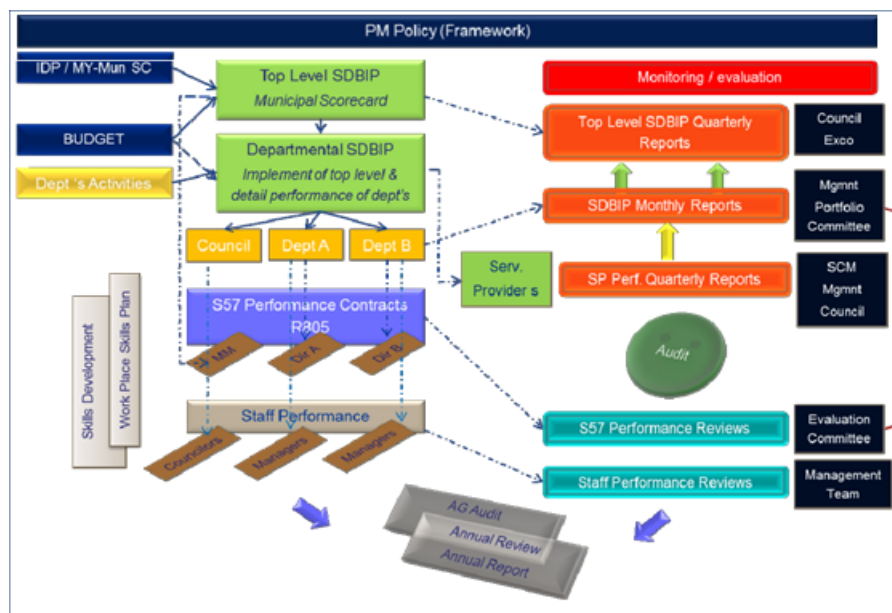 PM Policy (Framework)
IDP / MY-Mun SC
BUDGET
Dept 's Activities
Top Level SDBIP
Municipal Scorecard
Departmental SDBIP
Implement of top level &
detail performance of dept's
Council
Dept A
Dept B
S57 Performance Contracts
R805
MM
Dir A
Dir B
Staff Performance
Councilors
Managers
Managers
Skills Development
Work Place Skills Plan
Serv.
Provider s
Monitoring / evaluation
Top Level SDBIP Quarterly
Reports
Council
Exco
SDBIP Monthly Reports
Mgmnt
Portfolio
Committee
SP Perf. Quarterly Reports
SCM
Mgmnt
Council
Audit
S57 Performance Reviews
Evaluation
Committee
Staff Performance Reviews
Management
Team
AG Audit
Annual Review
Annual Report